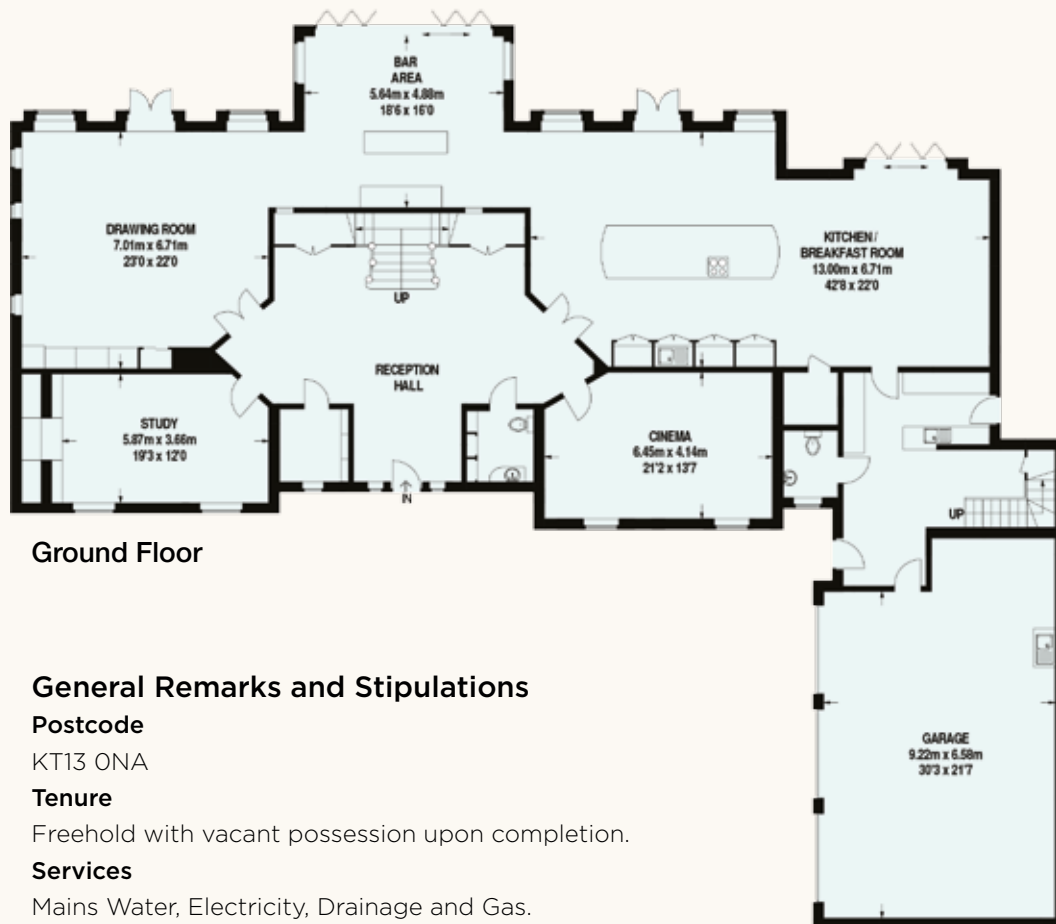 BAR
AREA
5.64m x 4.88m
18'6 x 16'0
DRAWING ROOM
7.01m x 6.71m
23'0 x 22'0
KITCHEN /
BREAKFAST ROOM
13.00m x 6.71m
42'8 x 22'0
UP
RECEPTION
HALL
STUDY
5.87m x 3.66m
19'3 x 12'0
CINEMA
6.45m x 4.14m
21'2 x 13'7
IN
UP
Ground Floor
GARAGE
9.22m x 6.58m
30'3 x 21'7
General Remarks and Stipulations
Postcode
KT13 0NA
Tenure
Freehold with vacant possession upon completion.
Services
Mains Water, Electricity, Drainage and Gas.